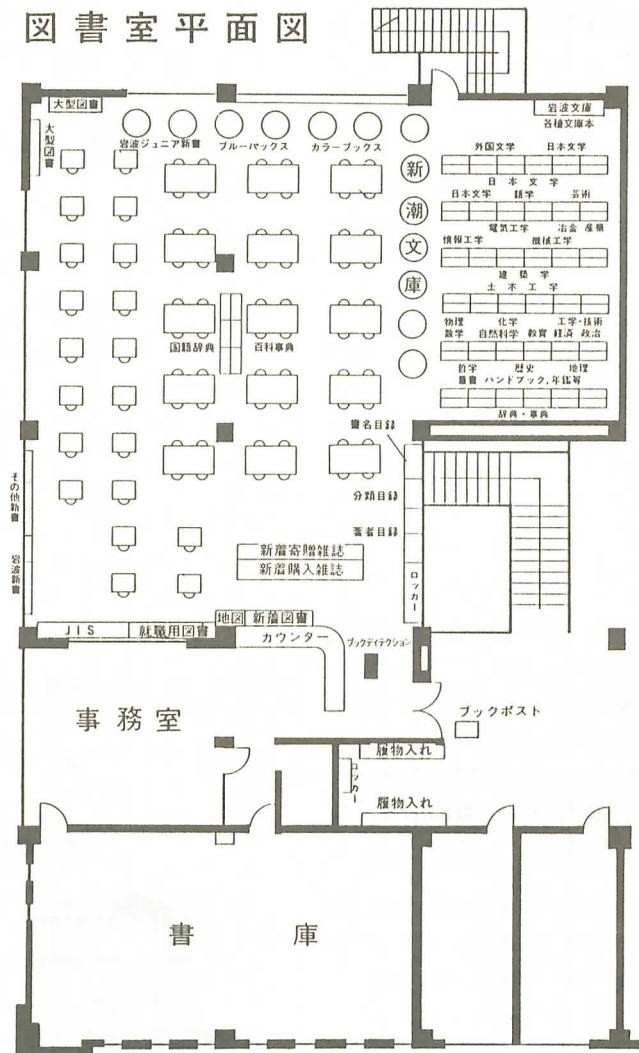 図書室平面図
大型図書
岩波文庫
各種文庫本
大型図書
岩波ジュニア新書
ブルーバックス
カラーブックス
外国文学
日本文学
新潮文庫
日本文学
日本文学
語学
芸術
電気工学
冶金
産業
情報工学
機械工学
建築学
土木工学
物理
化学
工学・技術
数学
自然科学
教育
経済
政治
国語辞典
百科事典
哲学
歴史
地理
叢書
ハンドブック,年鑑等
辞典・事典
書名目録
分類目録
著者目録
その他新書
岩波新書
新着寄贈雑誌
新着購入雑誌
ロッカー
JIS
就職用図書
地図
新着図書
カウンター
ブックディテクション
事務室
ブックポスト
履物入れ
ロッカー
履物入れ
書庫